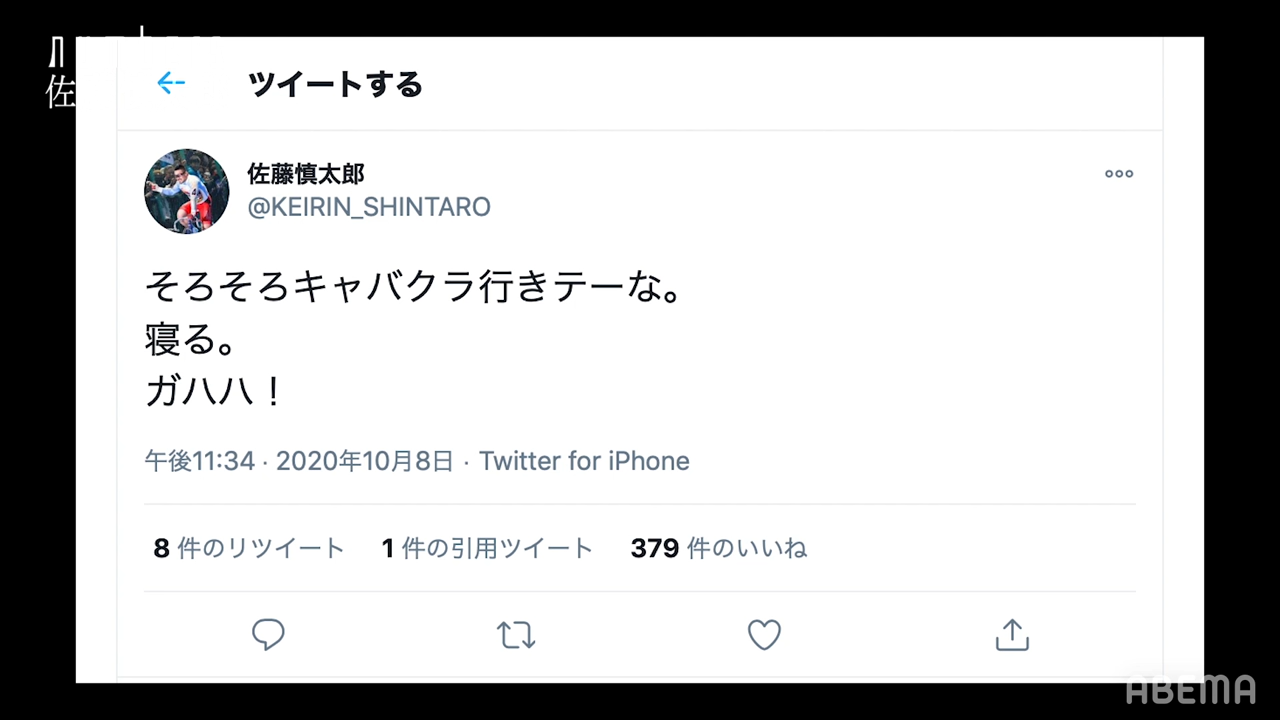 佐
ツイートする
佐藤慎太郎
@KEIRIN_SHINTARO
そろそろキャバクラ行きテーな。
寝る。
ガハハ！
午後11:34 · 2020年10月8日 · Twitter for iPhone
8 件のリツイート 1 件の引用ツイート 379 件のいいね
ABEMA